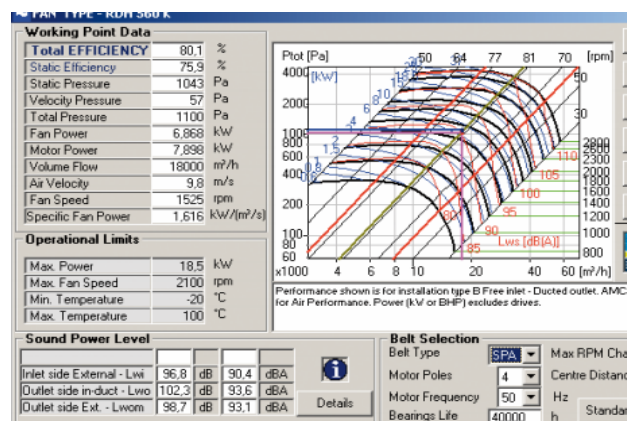 FAN TYPE - RDH 560 K
Working Point Data
Total EFFICIENCY 80,1 %
Static Efficiency 75,9 %
Static Pressure 1043 Pa
Velocity Pressure 57 Pa
Total Pressure 1100 Pa
Fan Power 6,868 kW
Motor Power 7,898 kW
Volume Flow 18000 m³/h
Air Velocity 9,8 m/s
Fan Speed 1525 rpm
Specific Fan Power 1,616 kW/(m³/s)
Operational Limits
Max. Power 18,5 kW
Max. Fan Speed 2100 rpm
Min. Temperature -20 °C
Max. Temperature 100 °C
Ptot [Pa] 50 64 77 81 70 [rpm]
4000 [kW] 50
2000 30
1000
800
600
400
200
100
80
60
2800
2600
2300
2000
1800
1600
1400
1200
1000
800
110
105
100
95
90
85
80
Lws [dB(A)]
x1000 4 6 8 10 20 40 60 [m³/h]
Performance shown is for installation type B Free inlet - Ducted outlet. AMC
for Air Performance. Power (kV or BHP) excludes drives.
Sound Power Level
Inlet side External - Lwi 96,8 dB 90,4 dBA
Outlet side in-duct - Lwo 102,3 dB 93,6 dBA
Outlet side Ext. - Lwom 98,7 dB 93,1 dBA
Details
Belt Selection
Belt Type SPA Max RPM Cha
Motor Poles 4 Centre Distanc
Motor Frequency 50 Hz
Bearings Life 40000 h Standar